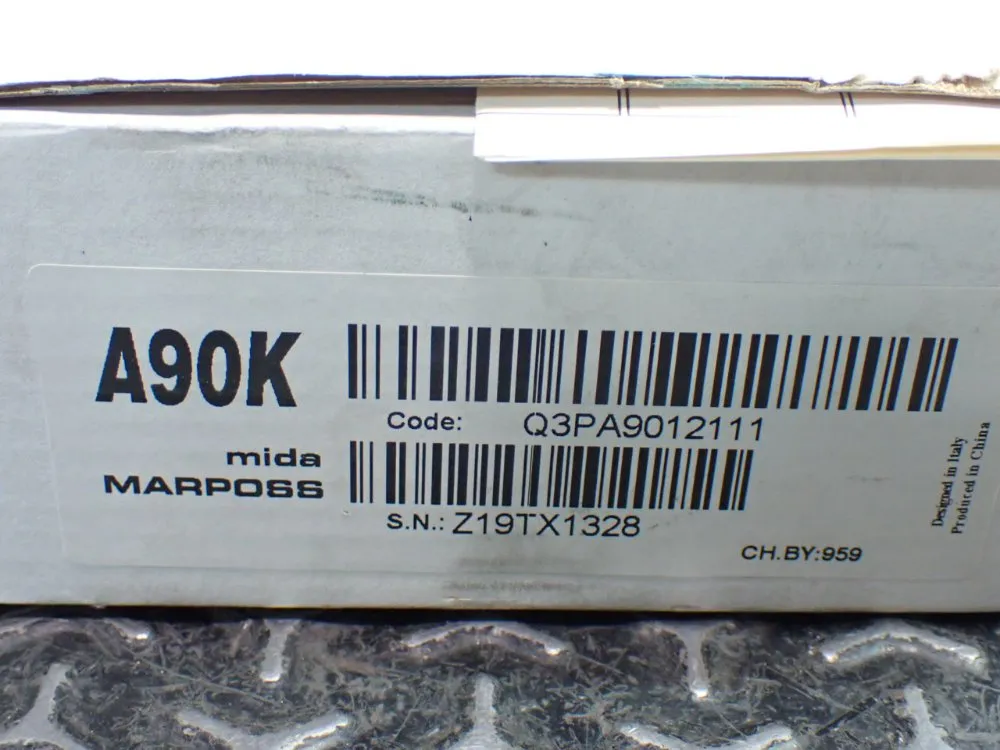 A90K
Code: Q3PA9012111
mida
MARPOSS
S.N.: Z19TX1328
CH.BY:959
Designed in Italy
Produced in China